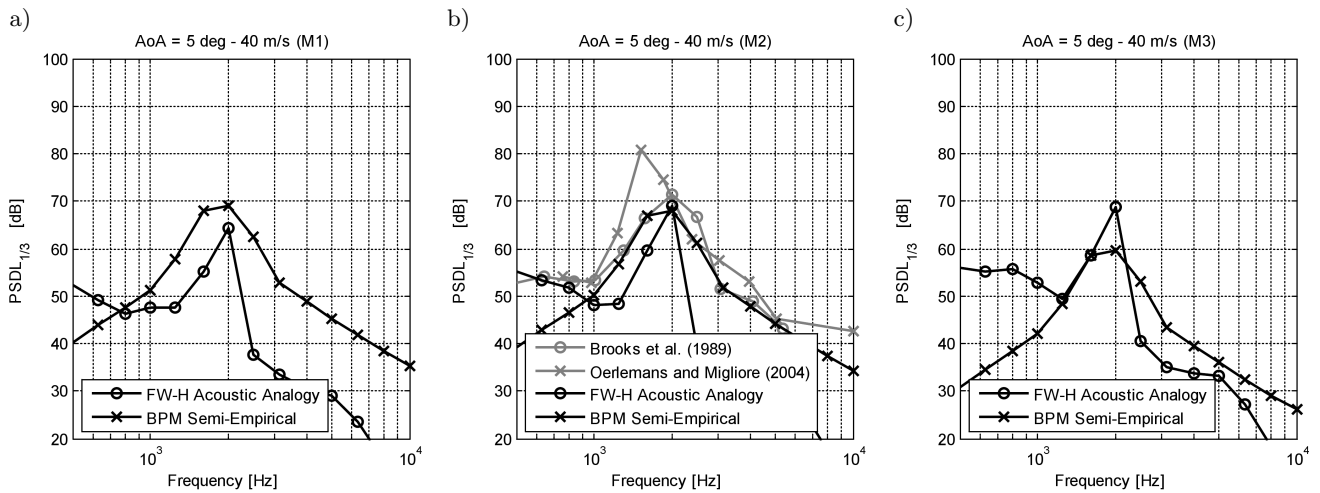 a)
AoA = 5 deg - 40 m/s (M1)
100
90
80
70
60
50
40
30
20
PSDL1/3 [dB]
FW-H Acoustic Analogy
BPM Semi-Empirical
10^3
10^4
Frequency [Hz]
b)
AoA = 5 deg - 40 m/s (M2)
100
90
80
70
60
50
40
30
20
PSDL1/3 [dB]
Brooks et al. (1989)
Oerlemans and Migliore (2004)
FW-H Acoustic Analogy
BPM Semi-Empirical
10^3
10^4
Frequency [Hz]
c)
AoA = 5 deg - 40 m/s (M3)
100
90
80
70
60
50
40
30
20
PSDL1/3 [dB]
FW-H Acoustic Analogy
BPM Semi-Empirical
10^3
10^4
Frequency [Hz]